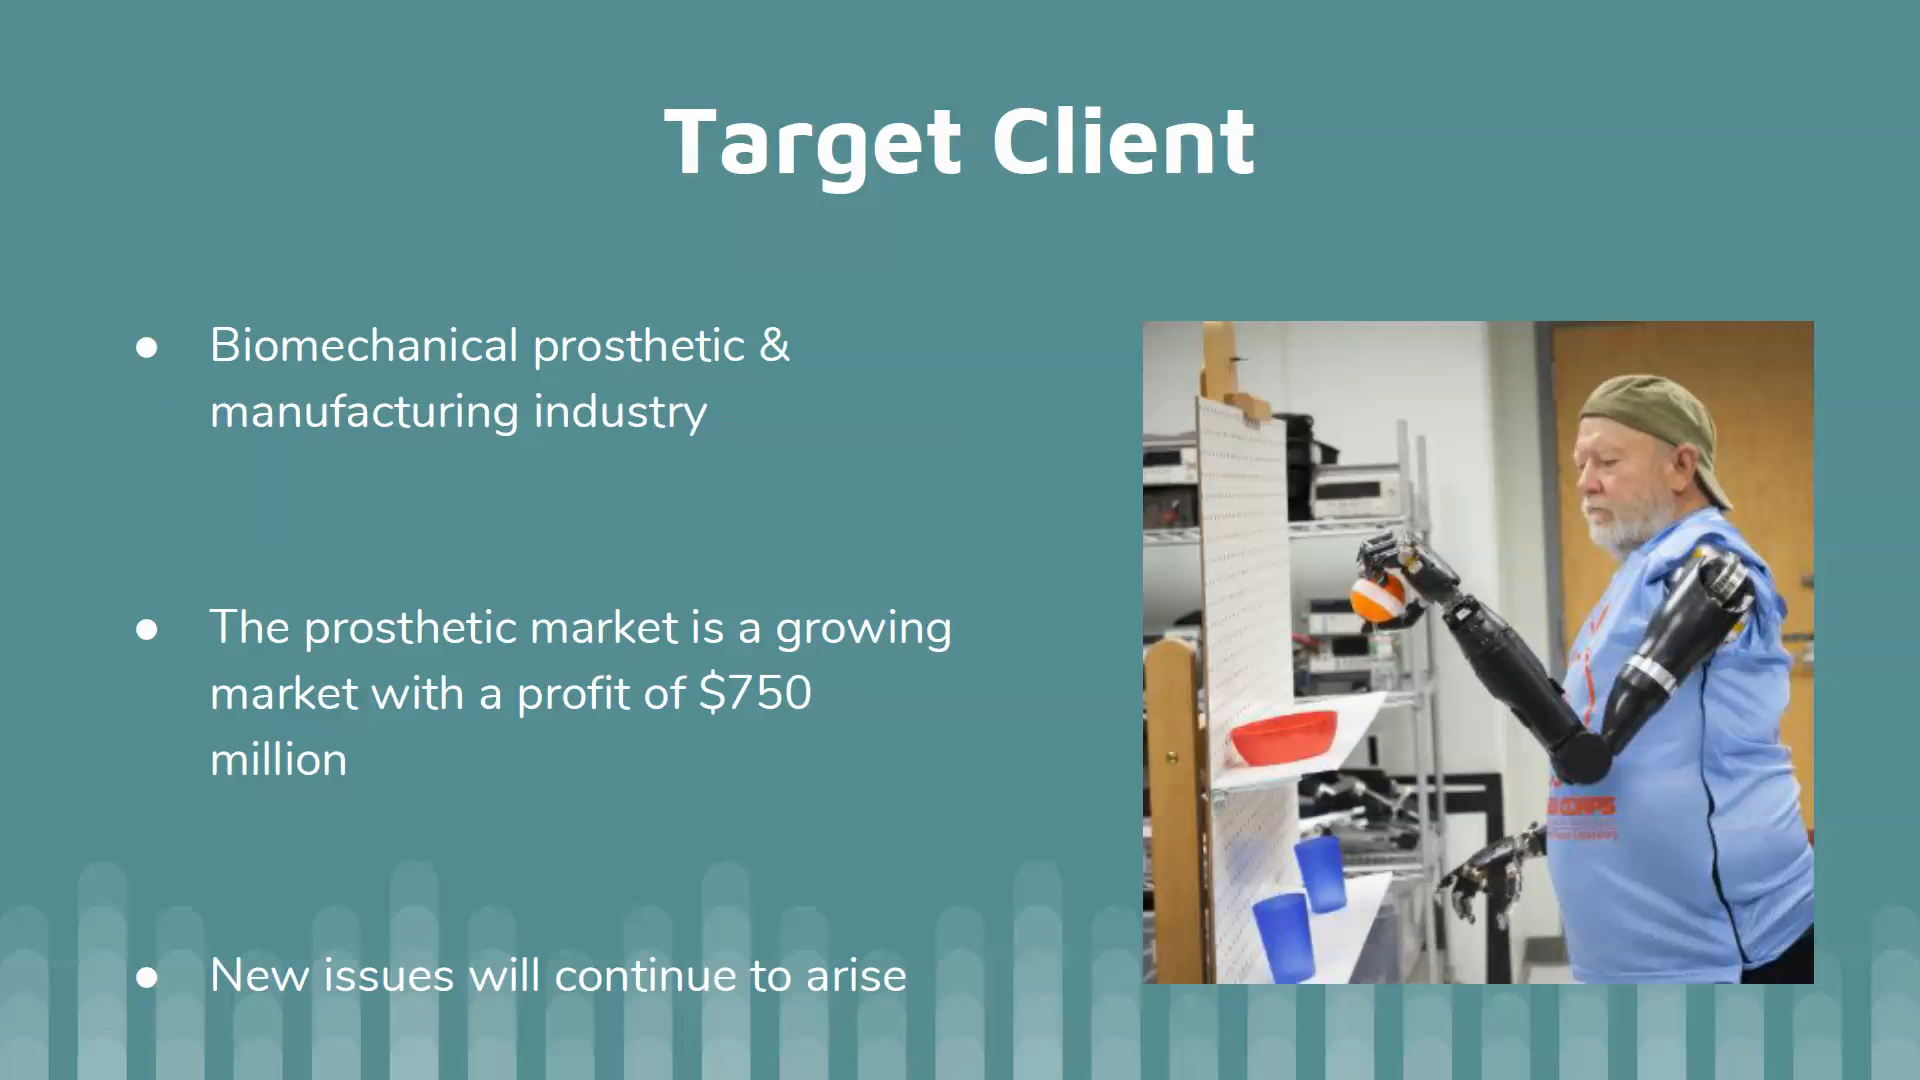 Target Client
● Biomechanical prosthetic &
manufacturing industry
● The prosthetic market is a growing
market with a profit of $750
million
● New issues will continue to arise
CORPS